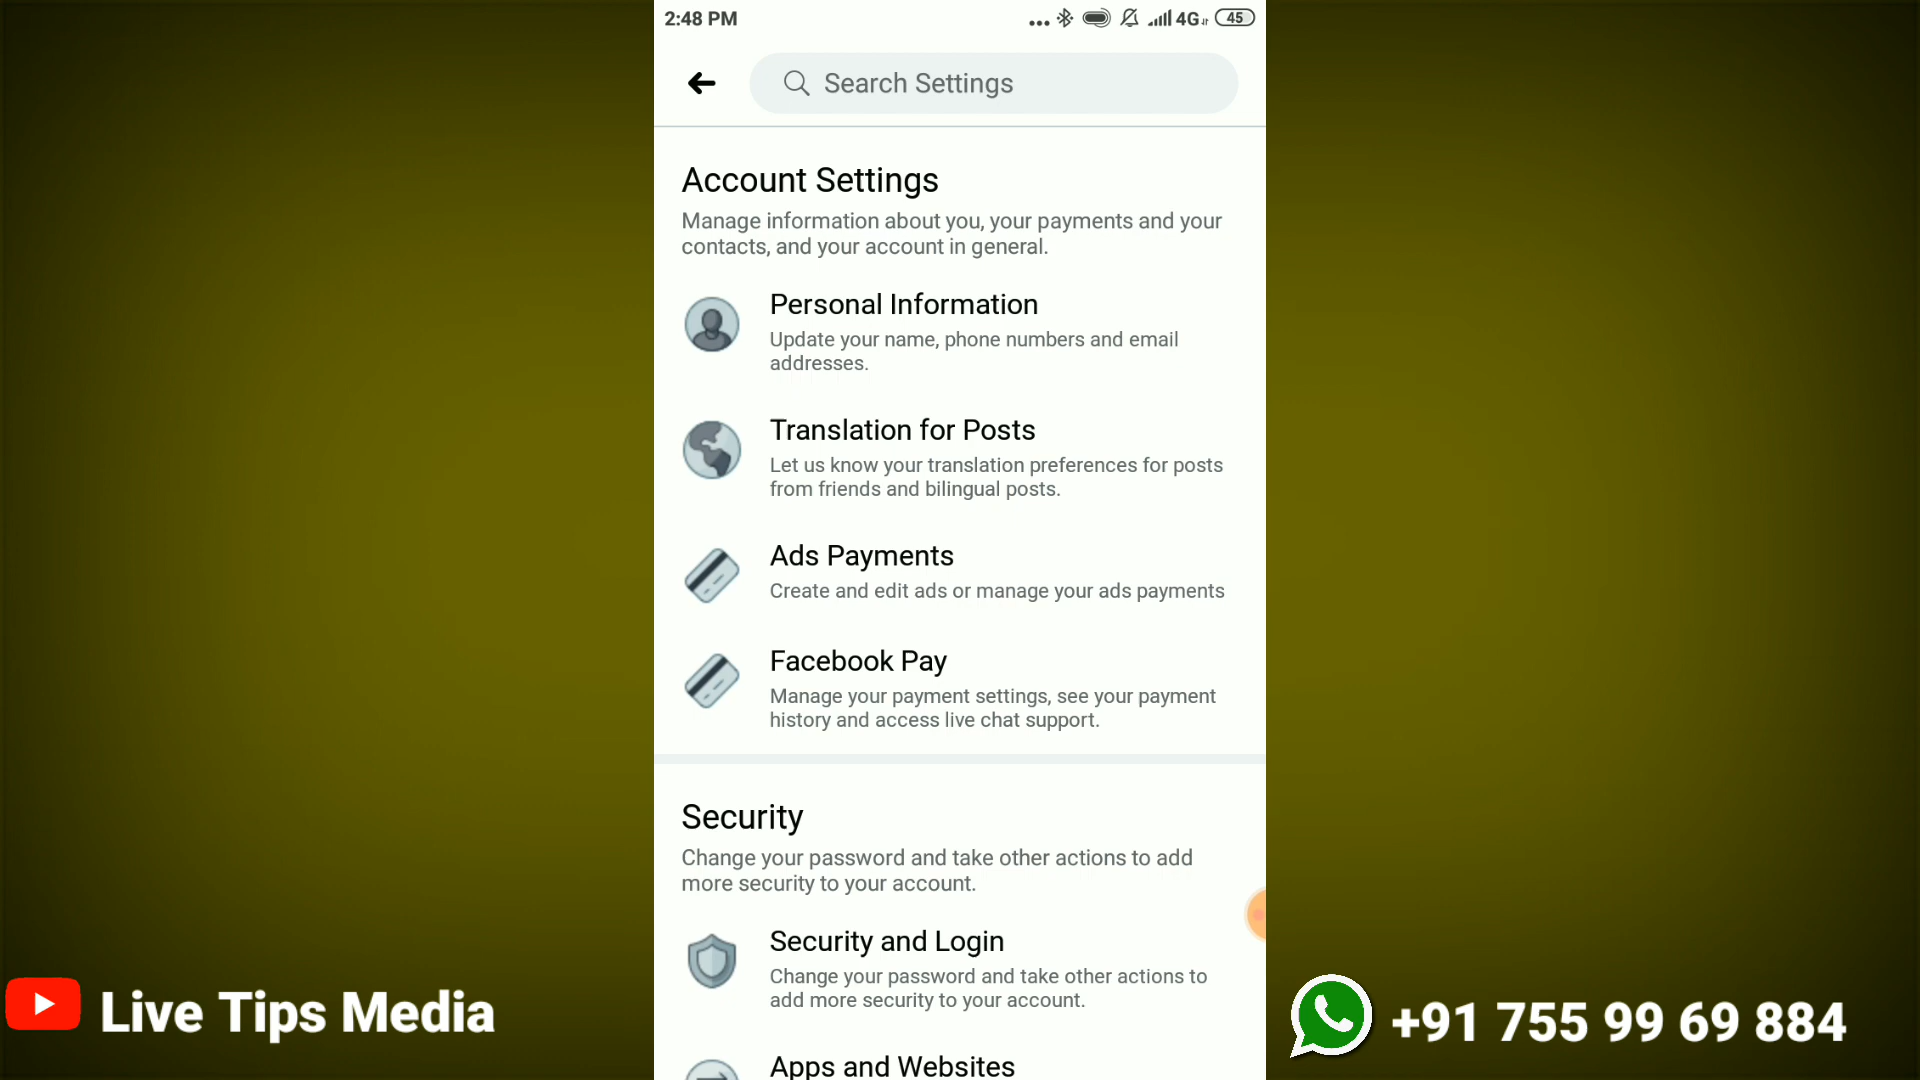 2:48 PM
4G
45
Search Settings
Account Settings
Manage information about you, your payments and your
contacts, and your account in general.
Personal Information
Update your name, phone numbers and email
addresses.
Translation for Posts
Let us know your translation preferences for posts
from friends and bilingual posts.
Ads Payments
Create and edit ads or manage your ads payments
Facebook Pay
Manage your payment settings, see your payment
history and access live chat support.
Security
Change your password and take other actions to add
more security to your account.
Security and Login
Change your password and take other actions to
add more security to your account.
Apps and Websites
Live Tips Media
+91 755 99 69 884